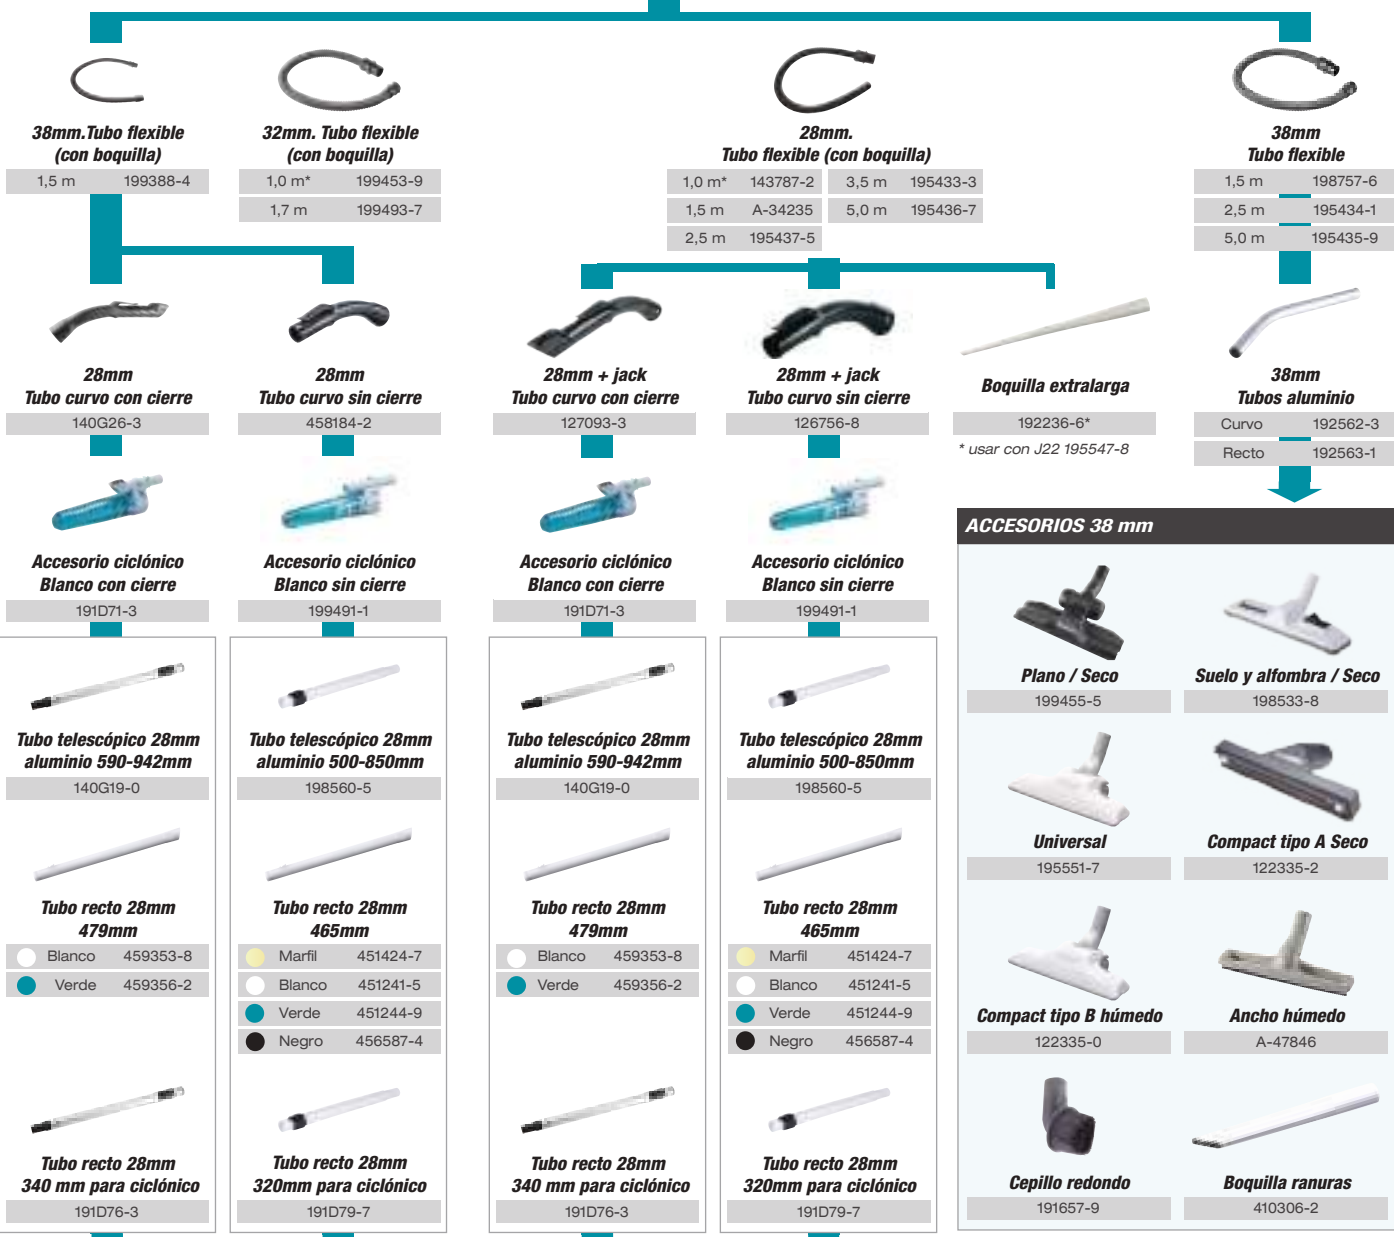 38mm.Tubo flexible
(con boquilla)
1,5 m 199388-4
32mm. Tubo flexible
(con boquilla)
1,0 m* 199453-9
1,7 m 199493-7
28mm.
Tubo flexible (con boquilla)
1,0 m* 143787-2 3,5 m 195433-3
1,5 m A-34235 5,0 m 195436-7
2,5 m 195437-5
38mm
Tubo flexible
1,5 m 198757-6
2,5 m 195434-1
5,0 m 195435-9
28mm
Tubo curvo con cierre
140G26-3
28mm
Tubo curvo sin cierre
458184-2
28mm + jack
Tubo curvo con cierre
127093-3
28mm + jack
Tubo curvo sin cierre
126756-8
Boquilla extralarga
192236-6*
* usar con J22 195547-8
38mm
Tubos aluminio
Curvo 192562-3
Recto 192563-1
Accesorio ciclónico
Blanco con cierre
191D71-3
Accesorio ciclónico
Blanco sin cierre
199491-1
Accesorio ciclónico
Blanco con cierre
191D71-3
Accesorio ciclónico
Blanco sin cierre
199491-1
Tubo telescópico 28mm
aluminio 590-942mm
140G19-0
Tubo recto 28mm
479mm
Blanco 459353-8
Verde 459356-2
Tubo recto 28mm
340 mm para ciclónico
191D76-3
Tubo telescópico 28mm
aluminio 500-850mm
198560-5
Tubo recto 28mm
465mm
Marfil 451424-7
Blanco 451241-5
Verde 451244-9
Negro 456587-4
Tubo recto 28mm
320mm para ciclónico
191D79-7
Tubo telescópico 28mm
aluminio 590-942mm
140G19-0
Tubo recto 28mm
479mm
Blanco 459353-8
Verde 459356-2
Tubo recto 28mm
340 mm para ciclónico
191D76-3
Tubo telescópico 28mm
aluminio 500-850mm
198560-5
Tubo recto 28mm
465mm
Marfil 451424-7
Blanco 451241-5
Verde 451244-9
Negro 456587-4
Tubo recto 28mm
320mm para ciclónico
191D79-7
ACCESORIOS 38 mm
Plano / Seco
199455-5
Suelo y alfombra / Seco
198533-8
Universal
195551-7
Compact tipo A Seco
122335-2
Compact tipo B húmedo
122335-0
Ancho húmedo
A-47846
Cepillo redondo
191657-9
Boquilla ranuras
410306-2